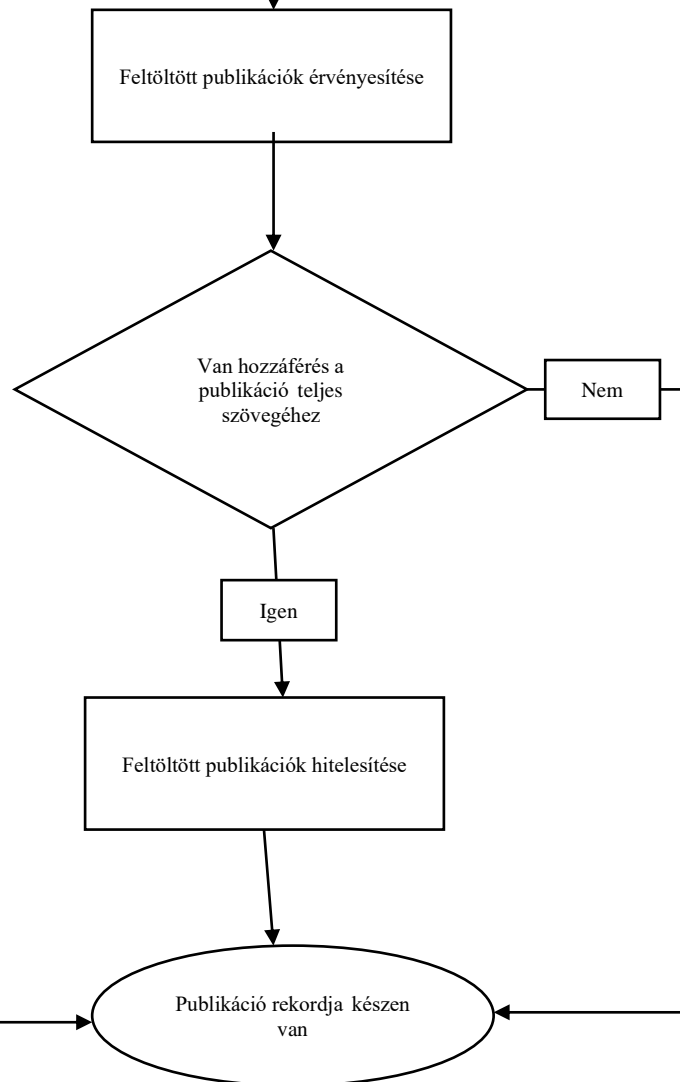 Feltöltött publikációk érvényesítése
Van hozzáférés a
publikáció teljes
szövegéhez
Nem
Igen
Feltöltött publikációk hitelesítése
Publikáció rekordja készen
van